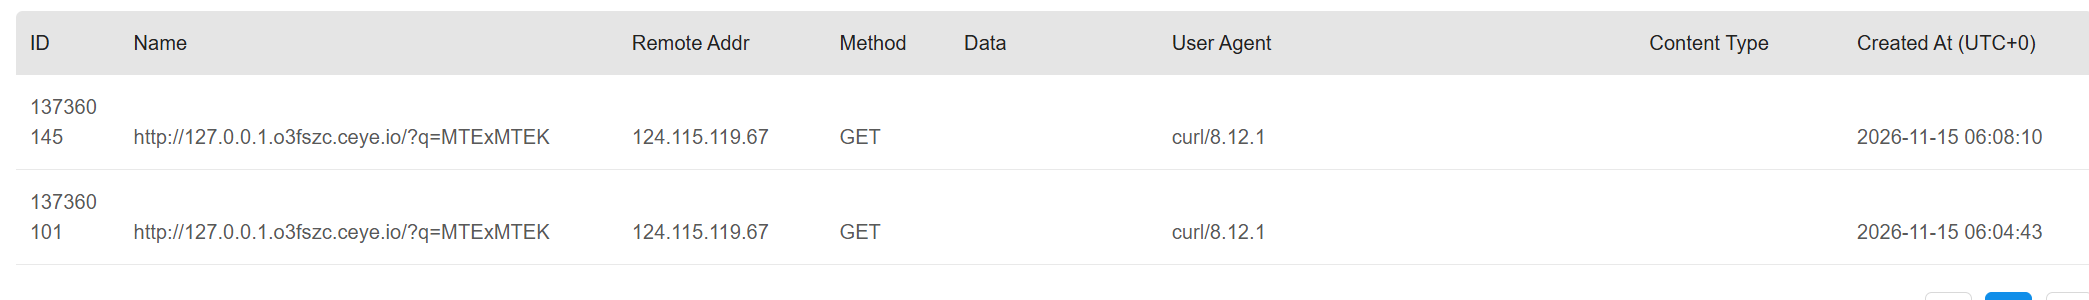 ID Name Remote Addr Method Data User Agent Content Type Created At (UTC+0)
137360
145 http://127.0.0.1.o3fszc.ceye.io/?q=MTExMTEK 124.115.119.67 GET curl/8.12.1 2026-11-15 06:08:10
137360
101 http://127.0.0.1.o3fszc.ceye.io/?q=MTExMTEK 124.115.119.67 GET curl/8.12.1 2026-11-15 06:04:43